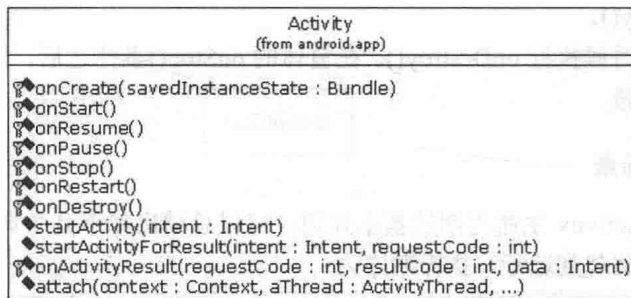 Activity
(from android.app)
onCreate(savedInstanceState : Bundle)
onStart()
onResume()
onPause()
onStop()
onRestart()
onDestroy()
startActivity(intent : Intent)
startActivityForResult(intent : Intent, requestCode : int)
onActivityResult(requestCode : int, resultCode : int, data : Intent)
attach(context : Context, aThread : ActivityThread, ...)